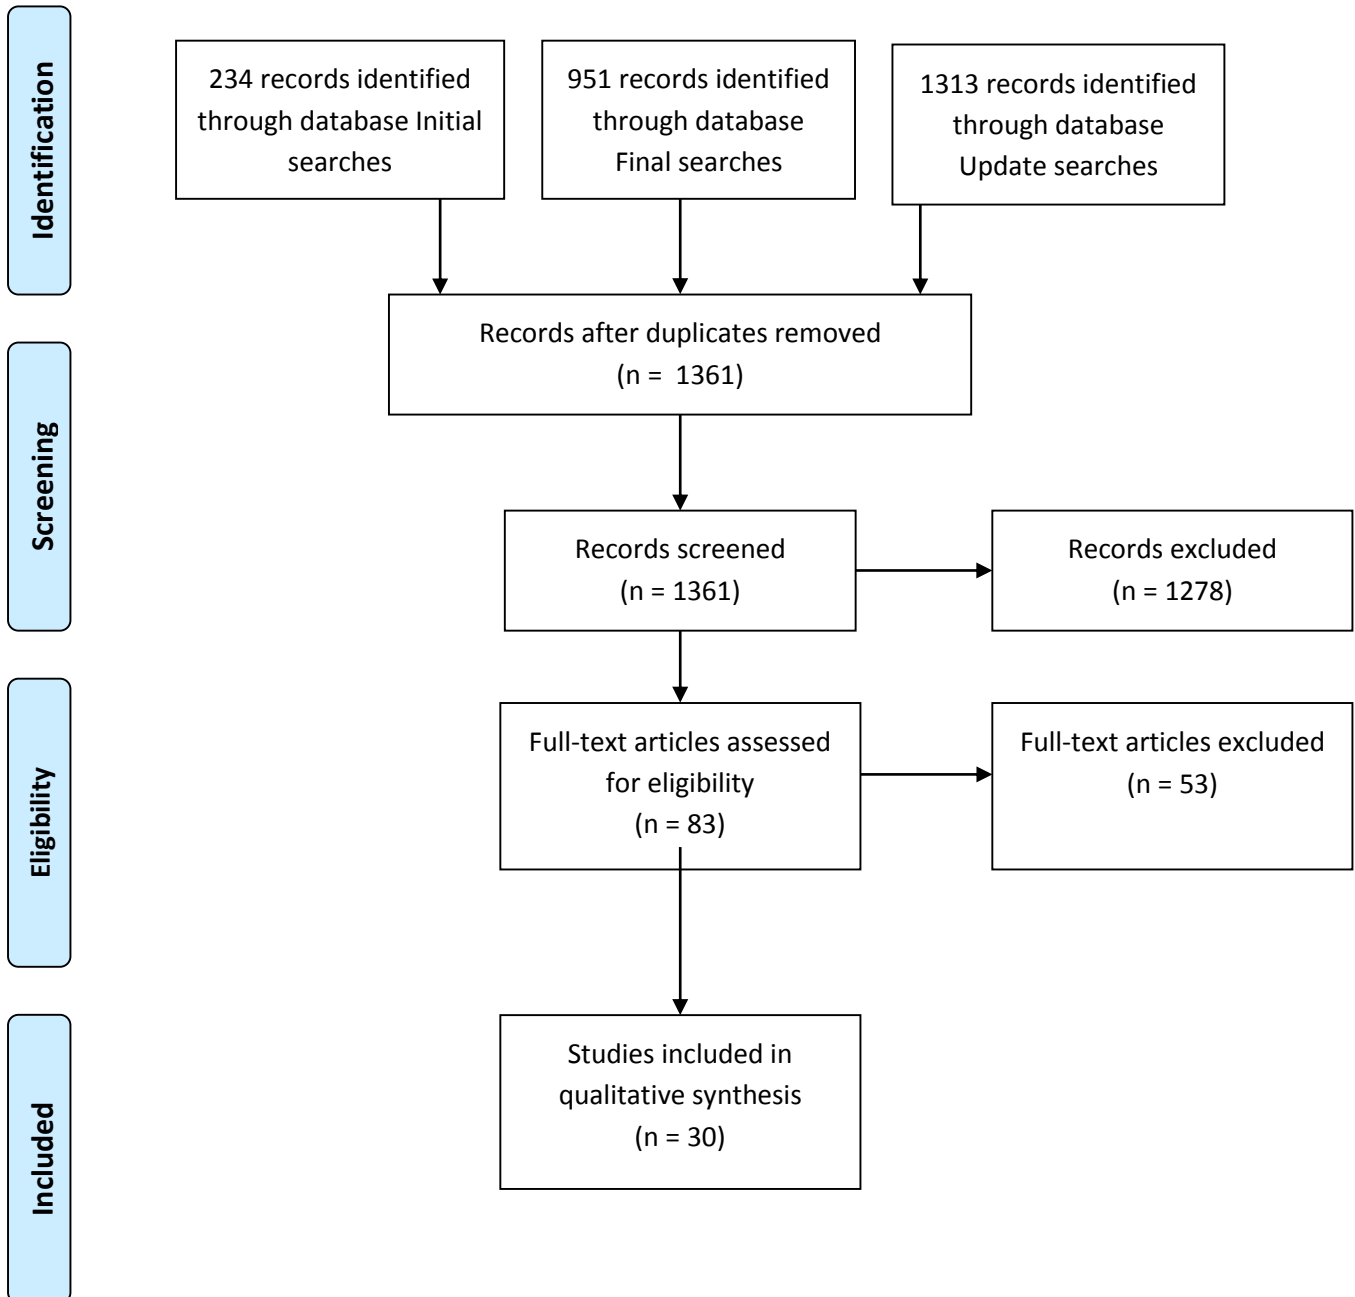 Identification
234 records identified
through database Initial
searches
951 records identified
through database
Final searches
1313 records identified
through database
Update searches
Records after duplicates removed
(n =  1361)
Screening
Records screened
(n = 1361)
Records excluded
(n = 1278)
Eligibility
Full-text articles assessed
for eligibility
(n = 83)
Full-text articles excluded
(n = 53)
Included
Studies included in
qualitative synthesis
(n = 30)